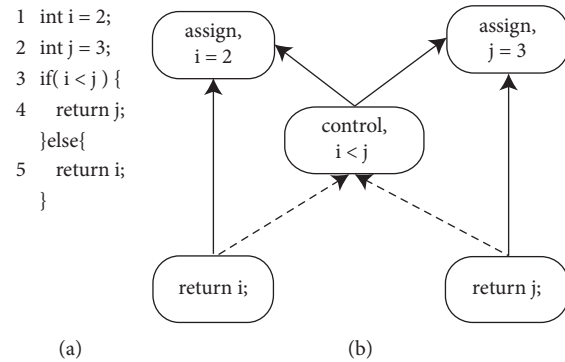 1 int i = 2;
2 int j = 3;
3 if( i < j ) {
4 return j;
}else{
5 return i;
}
(a)
assign,
i = 2
assign,
j = 3
control,
i < j
return i;
return j;
(b)